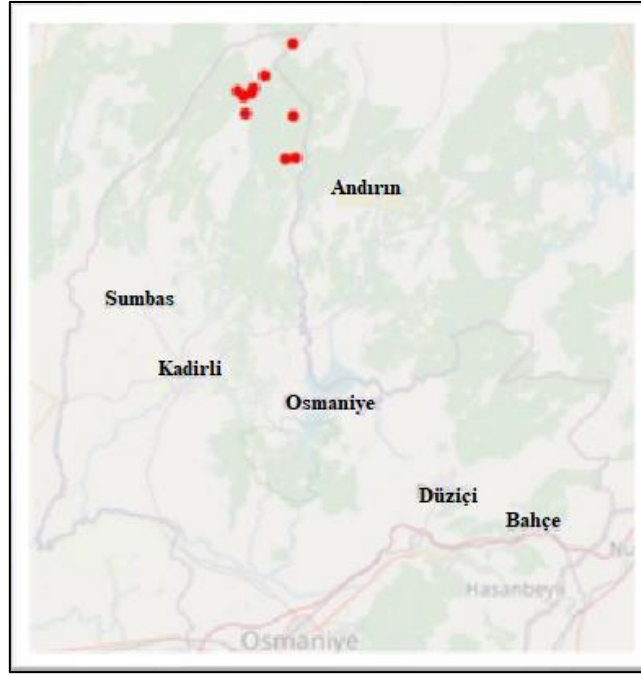 Andırın
Sumbas
Kadirli
Osmaniye
Düziçi
Bahçe
Hasanbeyli
Osmaniye